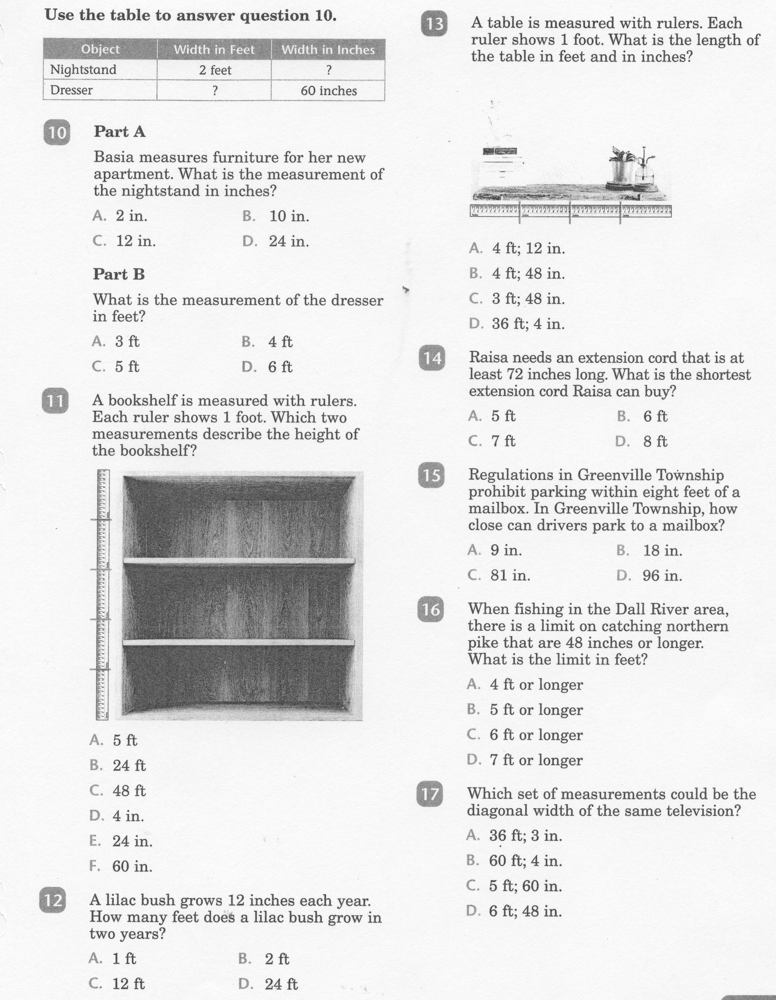 Use the table to answer question 10.
Object Width in Feet Width in Inches
Nightstand 2 feet ?
Dresser ? 60 inches
10 Part A
Basia measures furniture for her new
apartment. What is the measurement of
the nightstand in inches?
A. 2 in. B. 10 in.
C. 12 in. D. 24 in.
Part B
What is the measurement of the dresser
in feet?
A. 3 ft B. 4 ft
C. 5 ft D. 6 ft
11 A bookshelf is measured with rulers.
Each ruler shows 1 foot. Which two
measurements describe the height of
the bookshelf?
A. 5 ft
B. 24 ft
C. 48 ft
D. 4 in.
E. 24 in.
F. 60 in.
12 A lilac bush grows 12 inches each year.
How many feet does a lilac bush grow in
two years?
A. 1 ft B. 2 ft
C. 12 ft D. 24 ft
13 A table is measured with rulers. Each
ruler shows 1 foot. What is the length of
the table in feet and in inches?
A. 4 ft; 12 in.
B. 4 ft; 48 in.
C. 3 ft; 48 in.
D. 36 ft; 4 in.
14 Raisa needs an extension cord that is at
least 72 inches long. What is the shortest
extension cord Raisa can buy?
A. 5 ft B. 6 ft
C. 7 ft D. 8 ft
15 Regulations in Greenville Township
prohibit parking within eight feet of a
mailbox. In Greenville Township, how
close can drivers park to a mailbox?
A. 9 in. B. 18 in.
C. 81 in. D. 96 in.
16 When fishing in the Dall River area,
there is a limit on catching northern
pike that are 48 inches or longer.
What is the limit in feet?
A. 4 ft or longer
B. 5 ft or longer
C. 6 ft or longer
D. 7 ft or longer
17 Which set of measurements could be the
diagonal width of the same television?
A. 36 ft; 3 in.
B. 60 ft; 4 in.
C. 5 ft; 60 in.
D. 6 ft; 48 in.